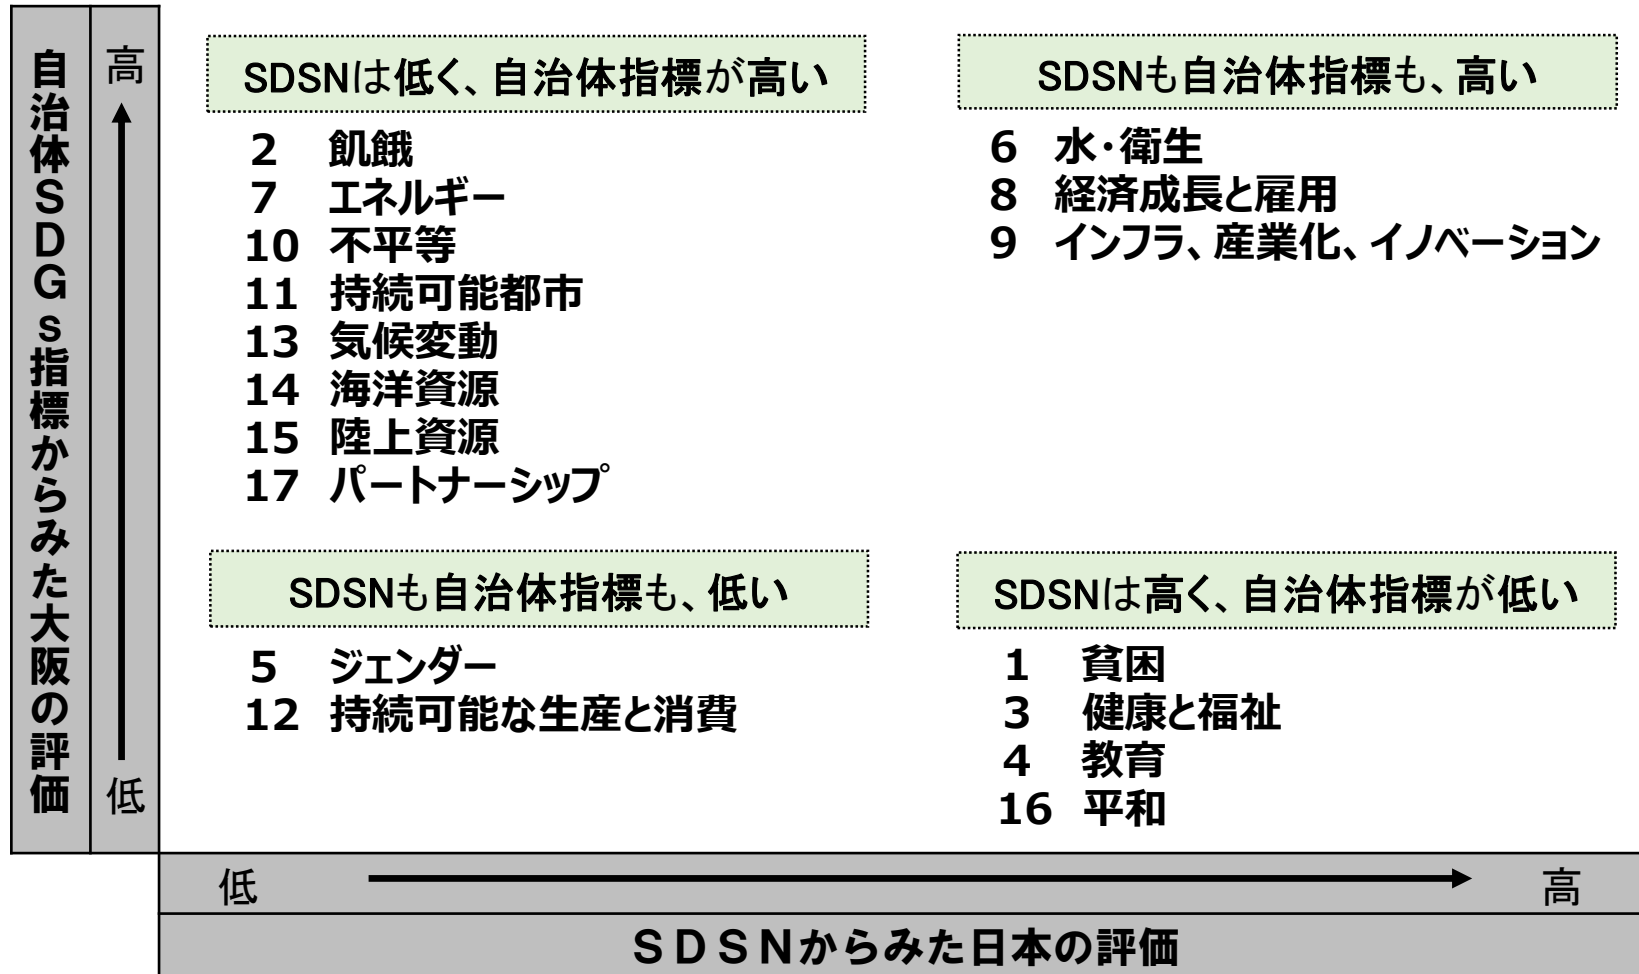 自治体SDGs指標からみた大阪の評価
高
低
SDSNは低く、自治体指標が高い
2 飢餓
7 エネルギー
10 不平等
11 持続可能都市
13 気候変動
14 海洋資源
15 陸上資源
17 パートナーシップ
SDSNも自治体指標も、高い
6 水・衛生
8 経済成長と雇用
9 インフラ、産業化、イノベーション
SDSNも自治体指標も、低い
5 ジェンダー
12 持続可能な生産と消費
SDSNは高く、自治体指標が低い
1 貧困
3 健康と福祉
4 教育
16 平和
低
高
SDSNからみた日本の評価